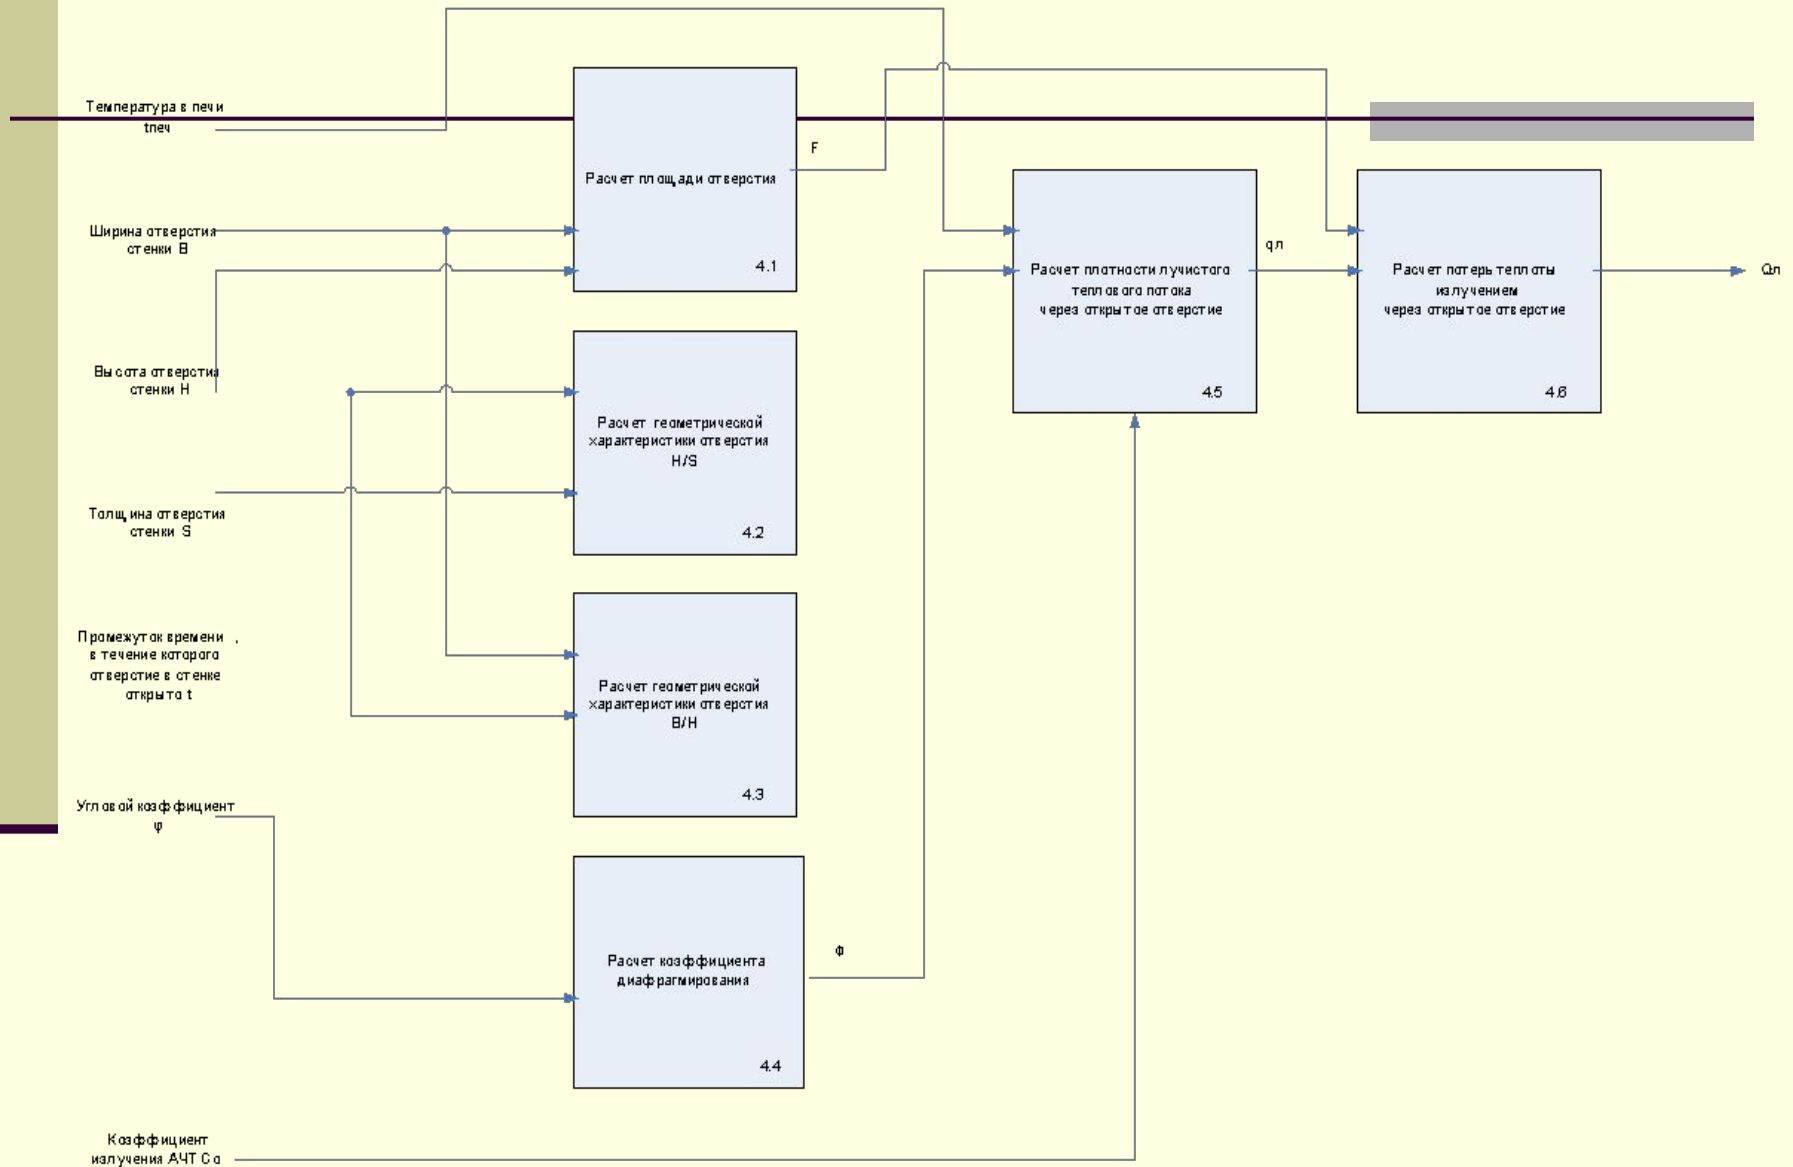 Температура в печи
tпеч
Ширина отверстия
стенки B
Высота отверстия
стенки H
Толщина отверстия
стенки S
Промежуток времени ,
в течение которого
отверстие в стенке
открыто t
Угловой коэффициент
φ
Коэффициент
излучения АЧТ Co
Расчет площади отверстия
4.1
F
Расчет геометрической
характеристики отверстия
H/S
4.2
Расчет геометрической
характеристики отверстия
B/H
4.3
Расчет коэффициента
диафрагмирования
4.4
Ф
Расчет плотности лучистого
теплового потока
через открытое отверстие
4.5
qл
Расчет потерь теплоты
излучением
через открытое отверстие
4.6
Qл